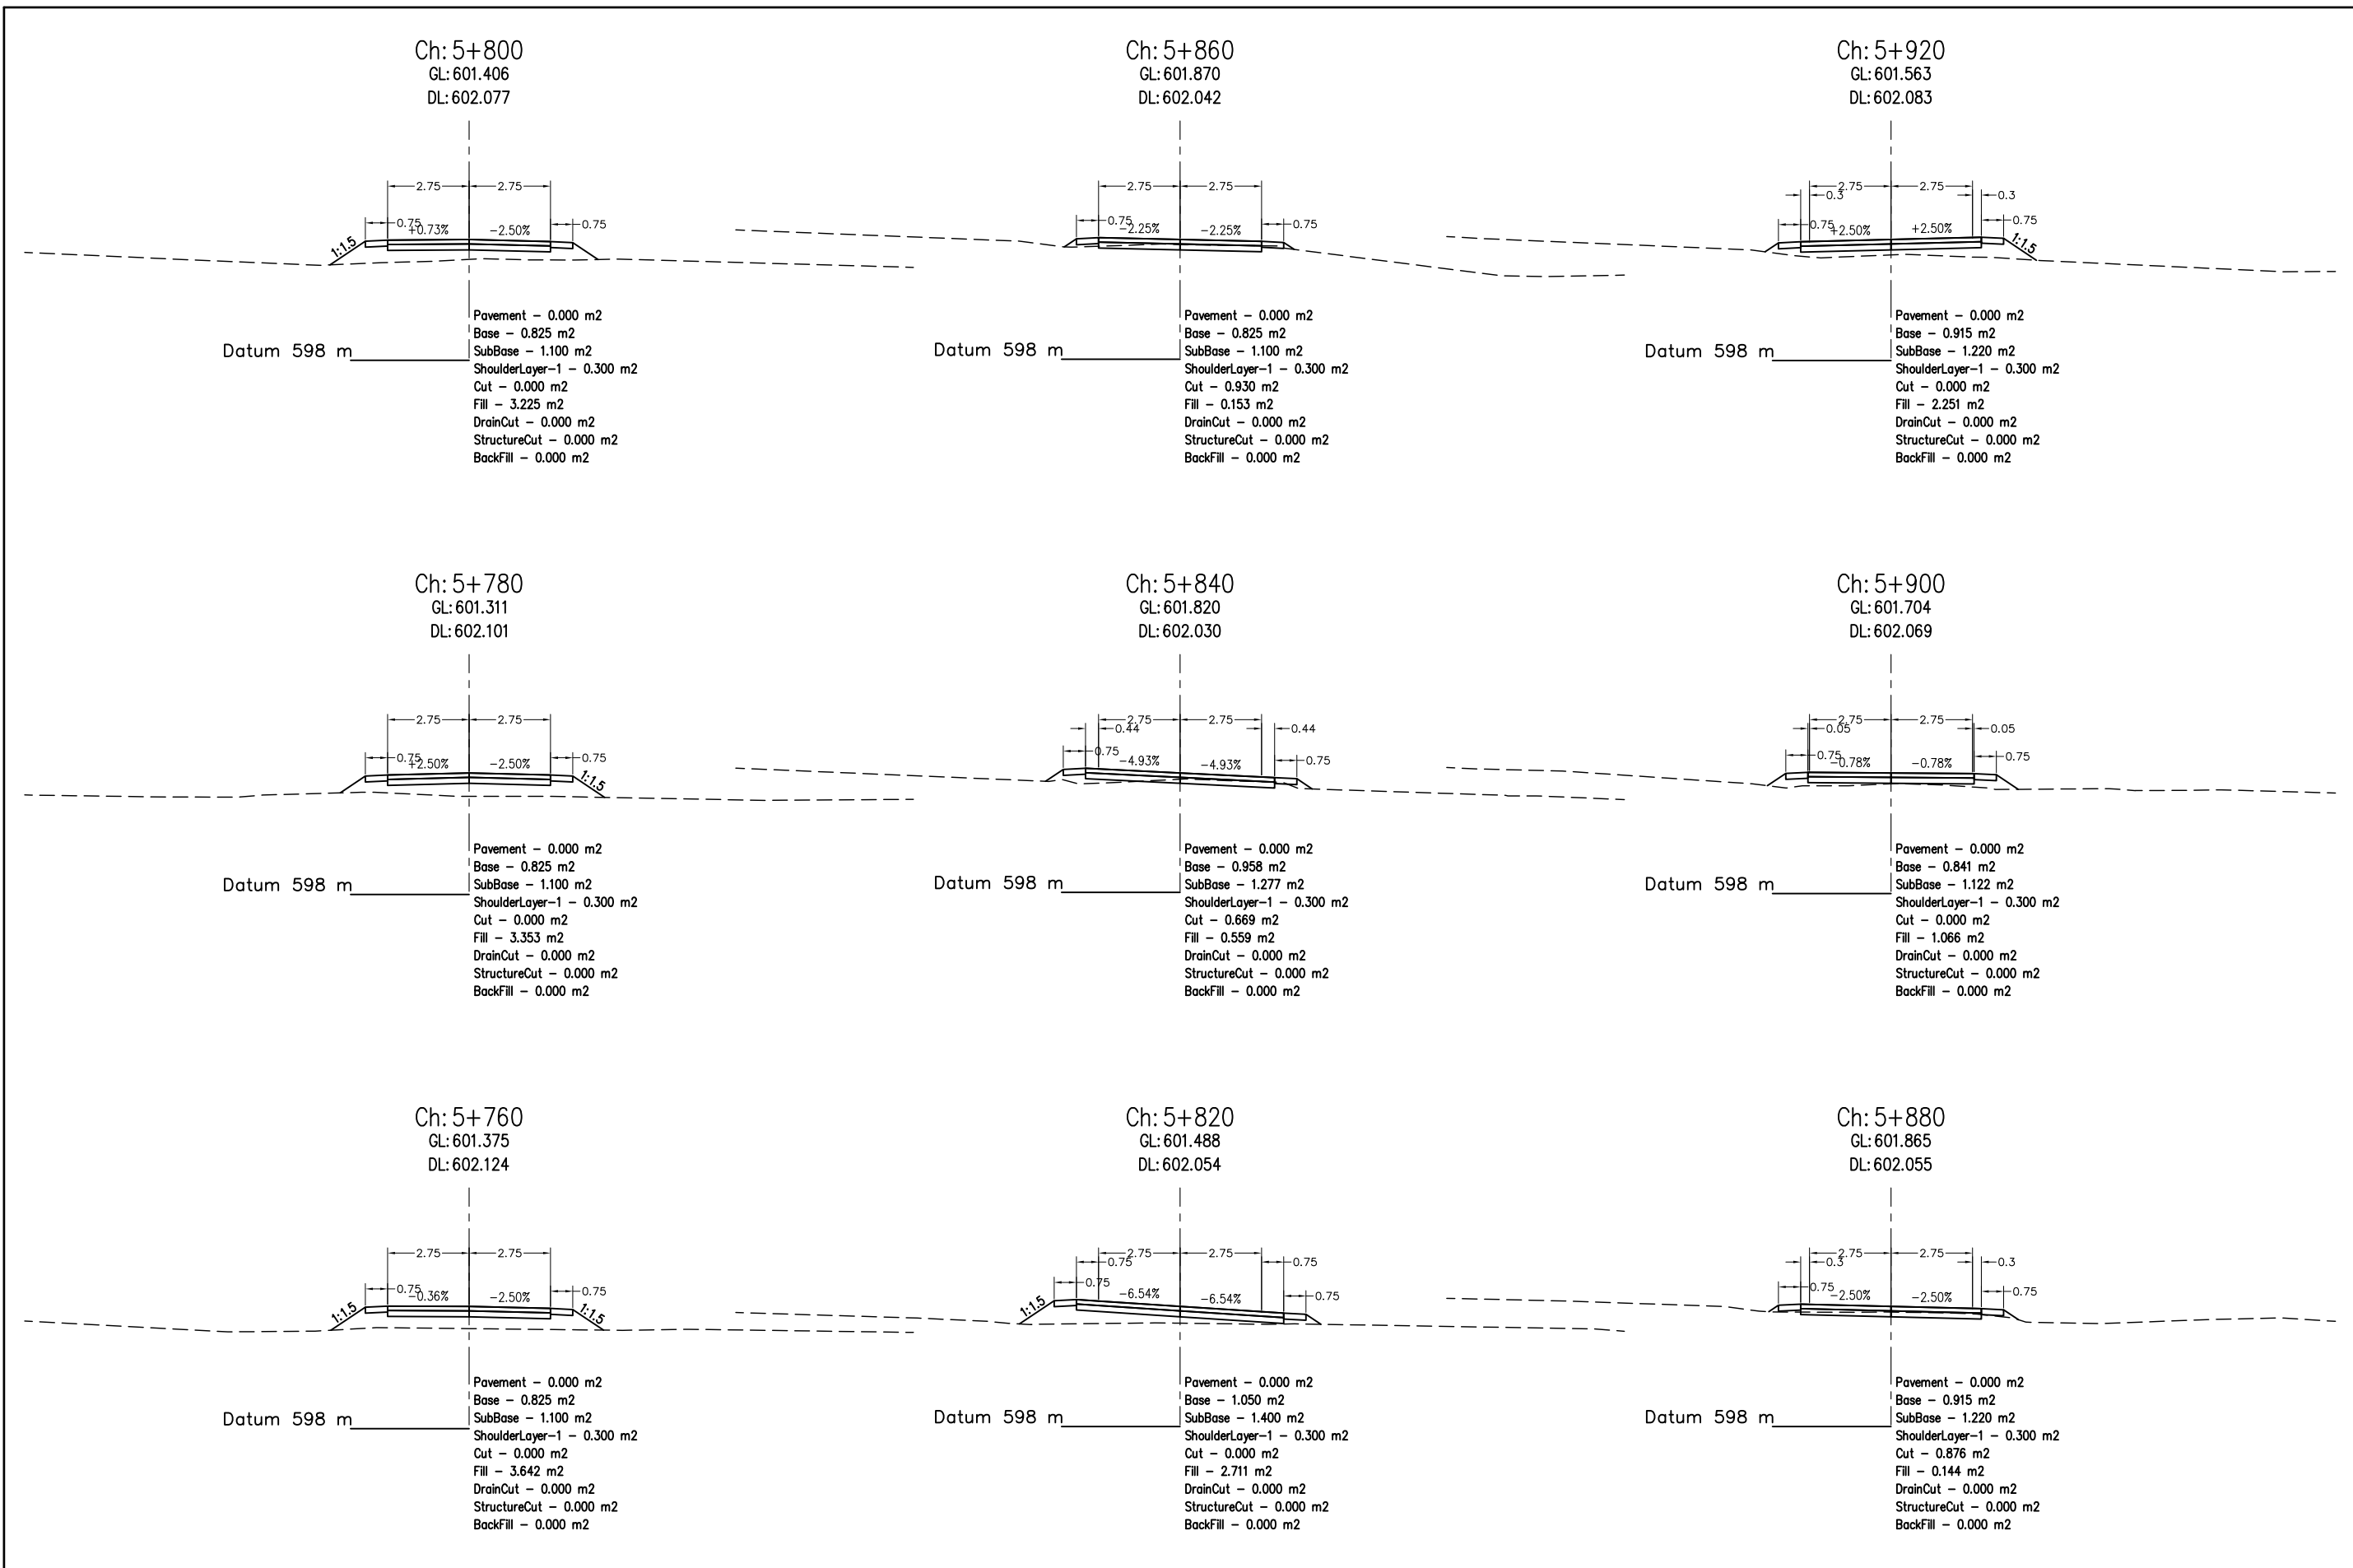 Ch: 5+800
GL: 601.406
DL: 602.077
2.75 2.75
0.75 +0.73% -2.50% 0.75
1:1.5
Datum 598 m
Pavement - 0.000 m2
Base - 0.825 m2
SubBase - 1.100 m2
ShoulderLayer-1 - 0.300 m2
Cut - 0.000 m2
Fill - 3.225 m2
DrainCut - 0.000 m2
StructureCut - 0.000 m2
BackFill - 0.000 m2
Ch: 5+860
GL: 601.870
DL: 602.042
2.75 2.75
0.75 -2.25% -2.25% 0.75
Datum 598 m
Pavement - 0.000 m2
Base - 0.825 m2
SubBase - 1.100 m2
ShoulderLayer-1 - 0.300 m2
Cut - 0.930 m2
Fill - 0.153 m2
DrainCut - 0.000 m2
StructureCut - 0.000 m2
BackFill - 0.000 m2
Ch: 5+920
GL: 601.563
DL: 602.083
2.75 2.75
0.3 0.3
0.75 +2.50% +2.50% 0.75
1:1.5
Datum 598 m
Pavement - 0.000 m2
Base - 0.915 m2
SubBase - 1.220 m2
ShoulderLayer-1 - 0.300 m2
Cut - 0.000 m2
Fill - 2.251 m2
DrainCut - 0.000 m2
StructureCut - 0.000 m2
BackFill - 0.000 m2
Ch: 5+780
GL: 601.311
DL: 602.101
2.75 2.75
0.75 +2.50% -2.50% 0.75
1:1.5
Datum 598 m
Pavement - 0.000 m2
Base - 0.825 m2
SubBase - 1.100 m2
ShoulderLayer-1 - 0.300 m2
Cut - 0.000 m2
Fill - 3.353 m2
DrainCut - 0.000 m2
StructureCut - 0.000 m2
BackFill - 0.000 m2
Ch: 5+840
GL: 601.820
DL: 602.030
2.75 2.75
0.44 0.44
0.75 -4.93% -4.93% 0.75
Datum 598 m
Pavement - 0.000 m2
Base - 0.958 m2
SubBase - 1.277 m2
ShoulderLayer-1 - 0.300 m2
Cut - 0.669 m2
Fill - 0.559 m2
DrainCut - 0.000 m2
StructureCut - 0.000 m2
BackFill - 0.000 m2
Ch: 5+900
GL: 601.704
DL: 602.069
2.75 2.75
0.05 0.05
0.75 -0.78% -0.78% 0.75
Datum 598 m
Pavement - 0.000 m2
Base - 0.841 m2
SubBase - 1.122 m2
ShoulderLayer-1 - 0.300 m2
Cut - 0.000 m2
Fill - 1.066 m2
DrainCut - 0.000 m2
StructureCut - 0.000 m2
BackFill - 0.000 m2
Ch: 5+760
GL: 601.375
DL: 602.124
2.75 2.75
0.75 -0.36% -2.50% 0.75
1:1.5 1:1.5
Datum 598 m
Pavement - 0.000 m2
Base - 0.825 m2
SubBase - 1.100 m2
ShoulderLayer-1 - 0.300 m2
Cut - 0.000 m2
Fill - 3.642 m2
DrainCut - 0.000 m2
StructureCut - 0.000 m2
BackFill - 0.000 m2
Ch: 5+820
GL: 601.488
DL: 602.054
2.75 2.75
0.75 0.75
0.75 -6.54% -6.54% 0.75
1:1.5
Datum 598 m
Pavement - 0.000 m2
Base - 1.050 m2
SubBase - 1.400 m2
ShoulderLayer-1 - 0.300 m2
Cut - 0.000 m2
Fill - 2.711 m2
DrainCut - 0.000 m2
StructureCut - 0.000 m2
BackFill - 0.000 m2
Ch: 5+880
GL: 601.865
DL: 602.055
2.75 2.75
0.3 0.3
0.75 -2.50% -2.50% 0.75
Datum 598 m
Pavement - 0.000 m2
Base - 0.915 m2
SubBase - 1.220 m2
ShoulderLayer-1 - 0.300 m2
Cut - 0.876 m2
Fill - 0.144 m2
DrainCut - 0.000 m2
StructureCut - 0.000 m2
BackFill - 0.000 m2